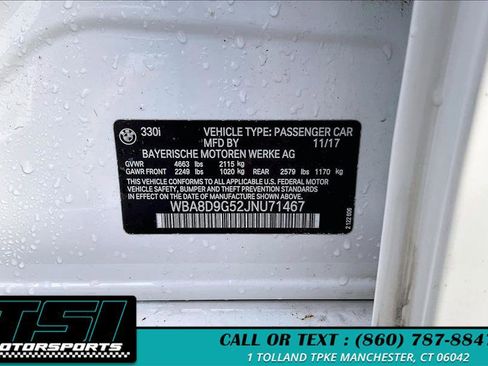 330i VEHICLE TYPE: PASSENGER CAR
MFD BY 11/17
BAYERISCHE MOTOREN WERKE AG
GVWR 4663 lbs 2115 kg
GAWR FRONT 2249 lbs 1020 kg REAR 2579 lbs 1170 kg
THIS VEHICLE CONFORMS TO ALL APPLICABLE U.S. FEDERAL MOTOR
VEHICLE SAFETY, BUMPER AND THEFT PREVENTION STANDARDS IN
EFFECT ON THE DATE OF MANUFACTURE SHOWN ABOVE.
WBA8D9G52JNU71467
TSI
MOTORSPORTS
CALL OR TEXT : (860) 787-8847
1 TOLLAND TPKE MANCHESTER, CT 06042